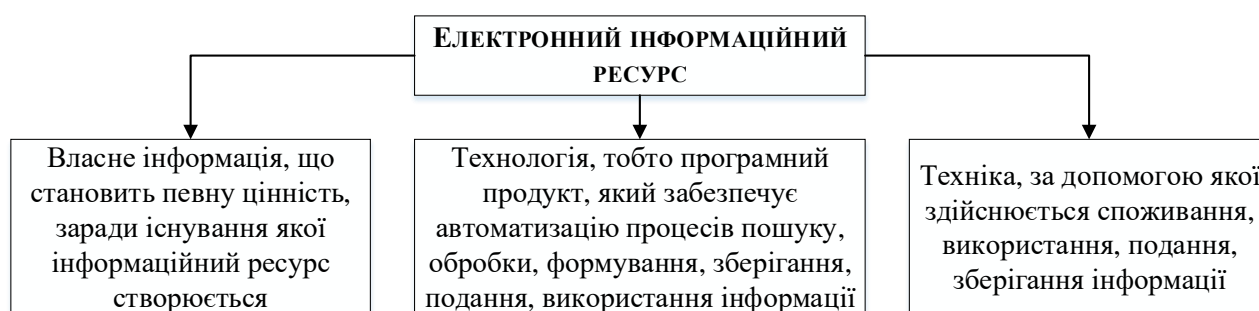 ЕЛЕКТРОННИЙ ІНФОРМАЦІЙНИЙ
РЕСУРС
Власне інформація, що
становить певну цінність,
заради існування якої
інформаційний ресурс
створюється
Технологія, тобто програмний
продукт, який забезпечує
автоматизацію процесів пошуку,
обробки, формування, зберігання,
подання, використання інформації
Техніка, за допомогою якої
здійснюється споживання,
використання, подання,
зберігання інформації